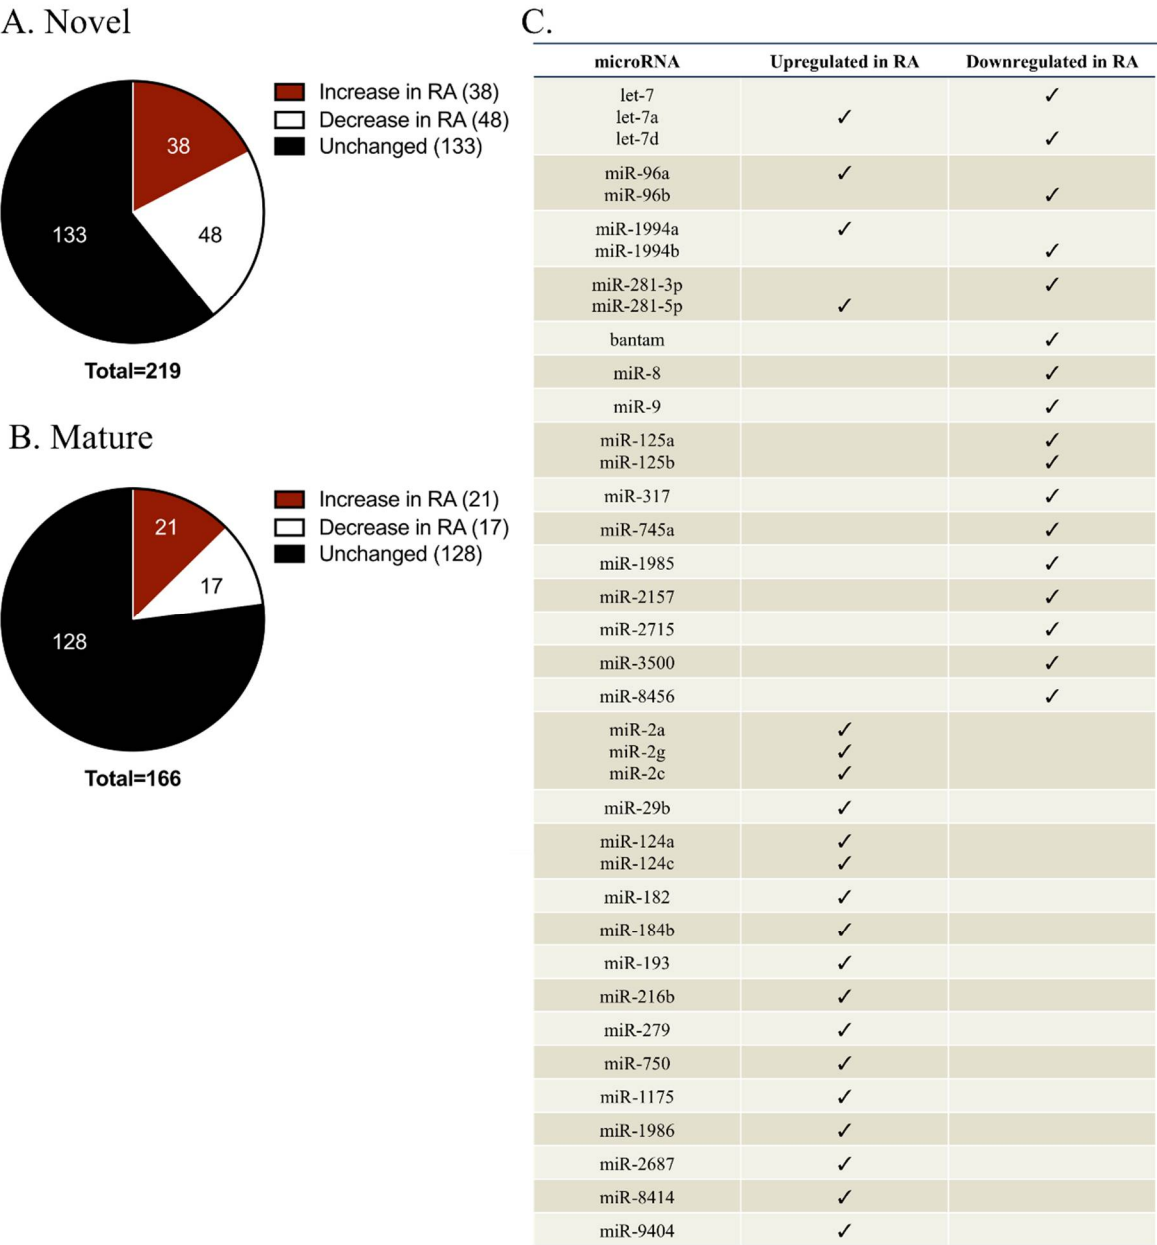 A. Novel
Increase in RA (38)
Decrease in RA (48)
Unchanged (133)
38
48
133
Total=219
B. Mature
Increase in RA (21)
Decrease in RA (17)
Unchanged (128)
21
17
128
Total=166
C.
microRNA Upregulated in RA Downregulated in RA
let-7 ✓
let-7a ✓
let-7d ✓
miR-96a ✓
miR-96b ✓
miR-1994a ✓
miR-1994b ✓
miR-281-3p ✓
miR-281-5p ✓
bantam ✓
miR-8 ✓
miR-9 ✓
miR-125a ✓
miR-125b ✓
miR-317 ✓
miR-745a ✓
miR-1985 ✓
miR-2157 ✓
miR-2715 ✓
miR-3500 ✓
miR-8456 ✓
miR-2a ✓
miR-2g ✓
miR-2c ✓
miR-29b ✓
miR-124a ✓
miR-124c ✓
miR-182 ✓
miR-184b ✓
miR-193 ✓
miR-216b ✓
miR-279 ✓
miR-750 ✓
miR-1175 ✓
miR-1986 ✓
miR-2687 ✓
miR-8414 ✓
miR-9404 ✓